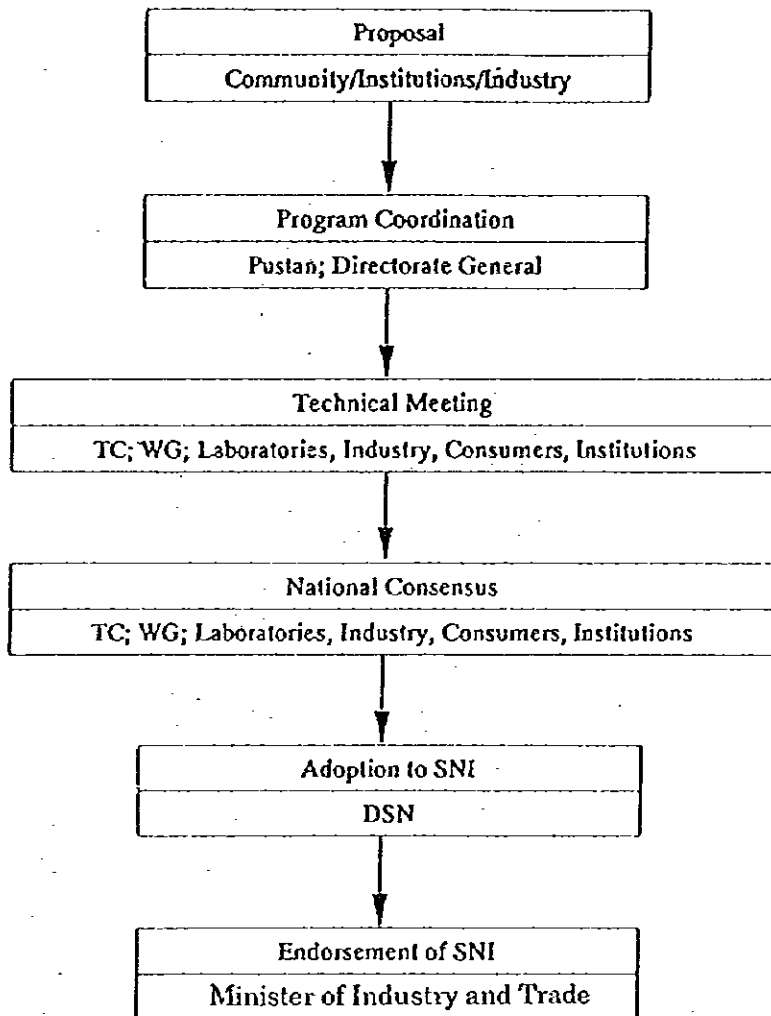 Proposal
Community/Institutions/Industry
Program Coordination
Pustan; Directorate General
Technical Meeting
TC; WG; Laboratories, Industry, Consumers, Institutions
National Consensus
TC; WG; Laboratories, Industry, Consumers, Institutions
Adoption to SNI
DSN
Endorsement of SNI
Minister of Industry and Trade